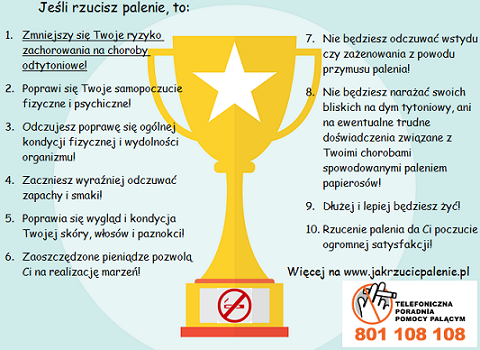 Jeśli rzucisz palenie, to:
1. Zmniejszy się Twoje ryzyko
zachorowania na choroby
odtytoniowe!
2. Poprawi się Twoje samopoczucie
fizyczne i psychiczne!
3. Odczujesz poprawę się ogólnej
kondycji fizycznej i wydolności
organizmu!
4. Zaczniesz wyraźniej odczuwać
zapachy i smaki!
5. Poprawia się wygląd i kondycja
Twojej skóry, włosów i paznokci!
6. Zaoszczędzone pieniądze pozwolą
Ci na realizację marzeń!
7. Nie będziesz odczuwać wstydu
czy zażenowania z powodu
przymusu palenia!
8. Nie będziesz narażać swoich
bliskich na dym tytoniowy, ani
na ewentualne trudne
doświadczenia związane z
Twoimi chorobami
spowodowanymi paleniem
papierosów!
9. Dłużej i lepiej będziesz żyć!
10. Rzucenie palenia da Ci poczucie
ogromnej satysfakcji!
Więcej na www.jakrzucicpalenie.pl
TELEFONICZNA
PORADNIA
POMOCY PALĄCYM
801 108 108